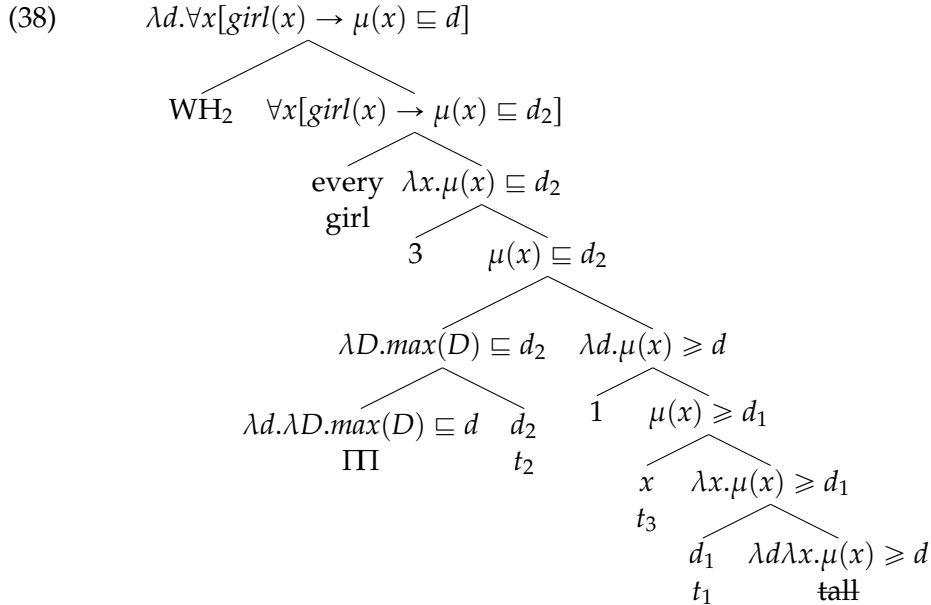 (38) λd.∀x[girl(x) → μ(x) ⊑ d]
WH₂ ∀x[girl(x) → μ(x) ⊑ d₂]
every λx.μ(x) ⊑ d₂
girl
3 μ(x) ⊑ d₂
λD.max(D) ⊑ d₂ λd.μ(x) ⩾ d
λd.λD.max(D) ⊑ d d₂ 1 μ(x) ⩾ d₁
Π t₂
x λx.μ(x) ⩾ d₁
t₃
d₁ λdλx.μ(x) ⩾ d
t₁ tall